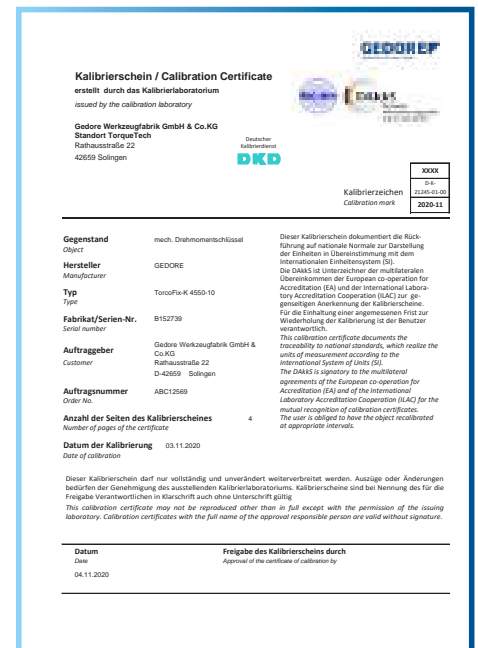 GEDORE
Kalibrierschein / Calibration Certificate
erstellt durch das Kalibrierlaboratorium
issued by the calibration laboratory
DAkkS
Gedore Werkzeugfabrik GmbH & Co.KG
Standort TorqueTech
Rathausstraße 22
42659 Solingen
Deutscher
Kalibrierdienst
DKD
Kalibrierzeichen
Calibration mark
XXXX
D-K-
21245-01-00
2020-11
Gegenstand
Object
mech. Drehmomentschlüssel
Hersteller
Manufacturer
GEDORE
Typ
Type
TorcoFix-K 4550-10
Fabrikat/Serien-Nr.
Serial number
B152739
Auftraggeber
Customer
Gedore Werkzeugfabrik GmbH &
Co.KG
Rathausstraße 22
D-42659 Solingen
Auftragsnummer
Order No.
ABC12569
Anzahl der Seiten des Kalibrierscheines
Number of pages of the certificate
4
Datum der Kalibrierung
Date of calibration
03.11.2020
Dieser Kalibrierschein dokumentiert die Rück-
führung auf nationale Normale zur Darstellung
der Einheiten in Übereinstimmung mit dem
Internationalen Einheitensystem (SI).
Die DAkkS ist Unterzeichner der multilateralen
Übereinkommen der European co-operation for
Accreditation (EA) und der International Labora-
tory Accreditation Cooperation (ILAC) zur ge-
genseitigen Anerkennung der Kalibrierscheine.
Für die Einhaltung einer angemessenen Frist zur
Wiederholung der Kalibrierung ist der Benutzer
verantwortlich.
This calibration certificate documents the
traceability to national standards, which realize the
units of measurement according to the
International System of Units (SI).
The DAkkS is signatory to the multilateral
agreements of the European co-operation for
Accreditation (EA) and of the International
Laboratory Accreditation Cooperation (ILAC) for the
mutual recognition of calibration certificates.
The user is obliged to have the object recalibrated
at appropriate intervals.
Dieser Kalibrierschein darf nur vollständig und unverändert weiterverbreitet werden. Auszüge oder Änderungen
bedürfen der Genehmigung des ausstellenden Kalibrierlaboratoriums. Kalibrierscheine sind bei Nennung des für die
Freigabe Verantwortlichen in Klarschrift auch ohne Unterschrift gültig
This calibration certificate may not be reproduced other than in full except with the permission of the issuing
laboratory. Calibration certificates with the full name of the approval responsible person are valid without signature.
Datum
Date
04.11.2020
Freigabe des Kalibrierscheins durch
Approval of the certificate of calibration by